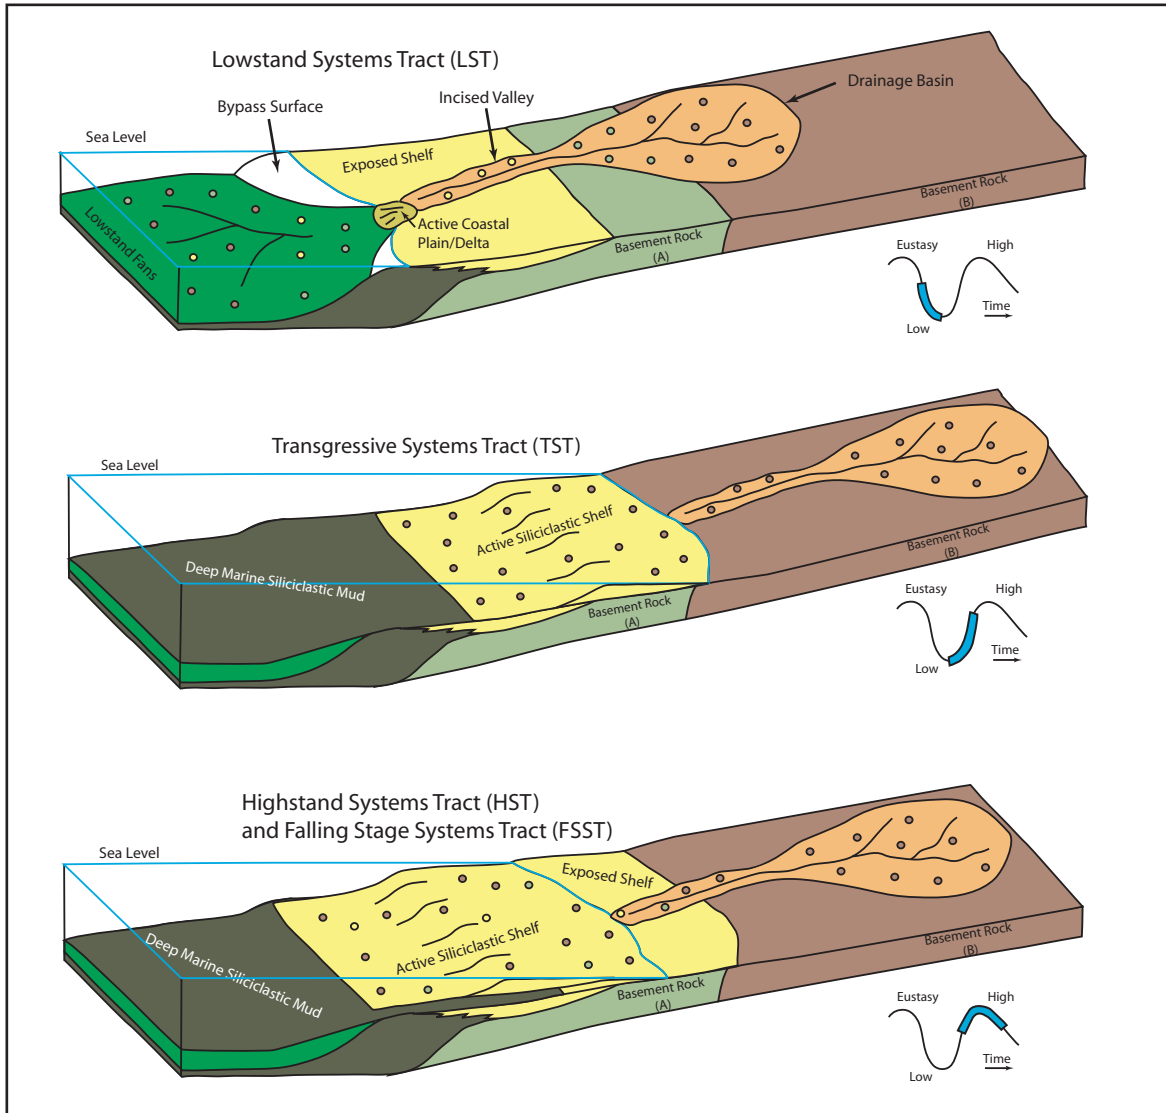 Lowstand Systems Tract (LST)
Bypass Surface
Incised Valley
Drainage Basin
Sea Level
Exposed Shelf
Lowstand Fans
Active Coastal
Plain/Delta
Basement Rock
(A)
Basement Rock
(B)
Eustasy
High
Low
Time
Transgressive Systems Tract (TST)
Sea Level
Active Siliciclastic Shelf
Deep Marine Siliciclastic Mud
Basement Rock
(A)
Basement Rock
(B)
Eustasy
High
Low
Time
Highstand Systems Tract (HST)
and Falling Stage Systems Tract (FSST)
Sea Level
Exposed Shelf
Active Siliciclastic Shelf
Deep Marine Siliciclastic Mud
Basement Rock
(A)
Basement Rock
(B)
Eustasy
High
Low
Time